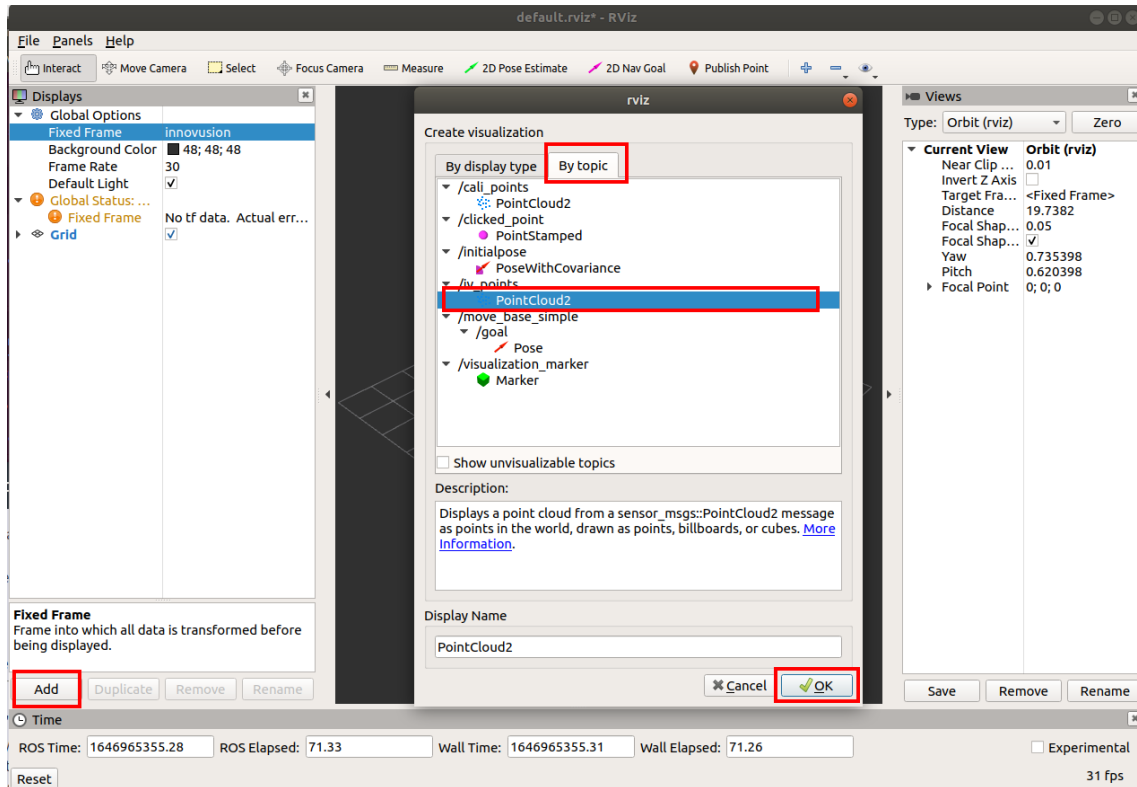 default.rviz* - RViz
File Panels Help
Interact Move Camera Select Focus Camera Measure 2D Pose Estimate 2D Nav Goal Publish Point
Displays
Global Options
Fixed Frame innovusion
Background Color 48; 48; 48
Frame Rate 30
Default Light
Global Status: ...
Fixed Frame No tf data. Actual err...
Grid
Fixed Frame
Frame into which all data is transformed before
being displayed.
Add Duplicate Remove Rename
rviz
Create visualization
By display type By topic
/cali_points
PointCloud2
/clicked_point
PointStamped
/initialpose
PoseWithCovariance
/iv_points
PointCloud2
/move_base_simple
/goal
Pose
/visualization_marker
Marker
Show unvisualizable topics
Description:
Displays a point cloud from a sensor_msgs::PointCloud2 message
as points in the world, drawn as points, billboards, or cubes. More
Information.
Display Name
PointCloud2
Cancel OK
Views
Type: Orbit (rviz) Zero
Current View Orbit (rviz)
Near Clip ... 0.01
Invert Z Axis
Target Fra... <Fixed Frame>
Distance 19.7382
Focal Shap... 0.05
Focal Shap...
Yaw 0.735398
Pitch 0.620398
Focal Point 0; 0; 0
Save Remove Rename
Time
ROS Time: 1646965355.28 ROS Elapsed: 71.33 Wall Time: 1646965355.31 Wall Elapsed: 71.26 Experimental
Reset 31 fps